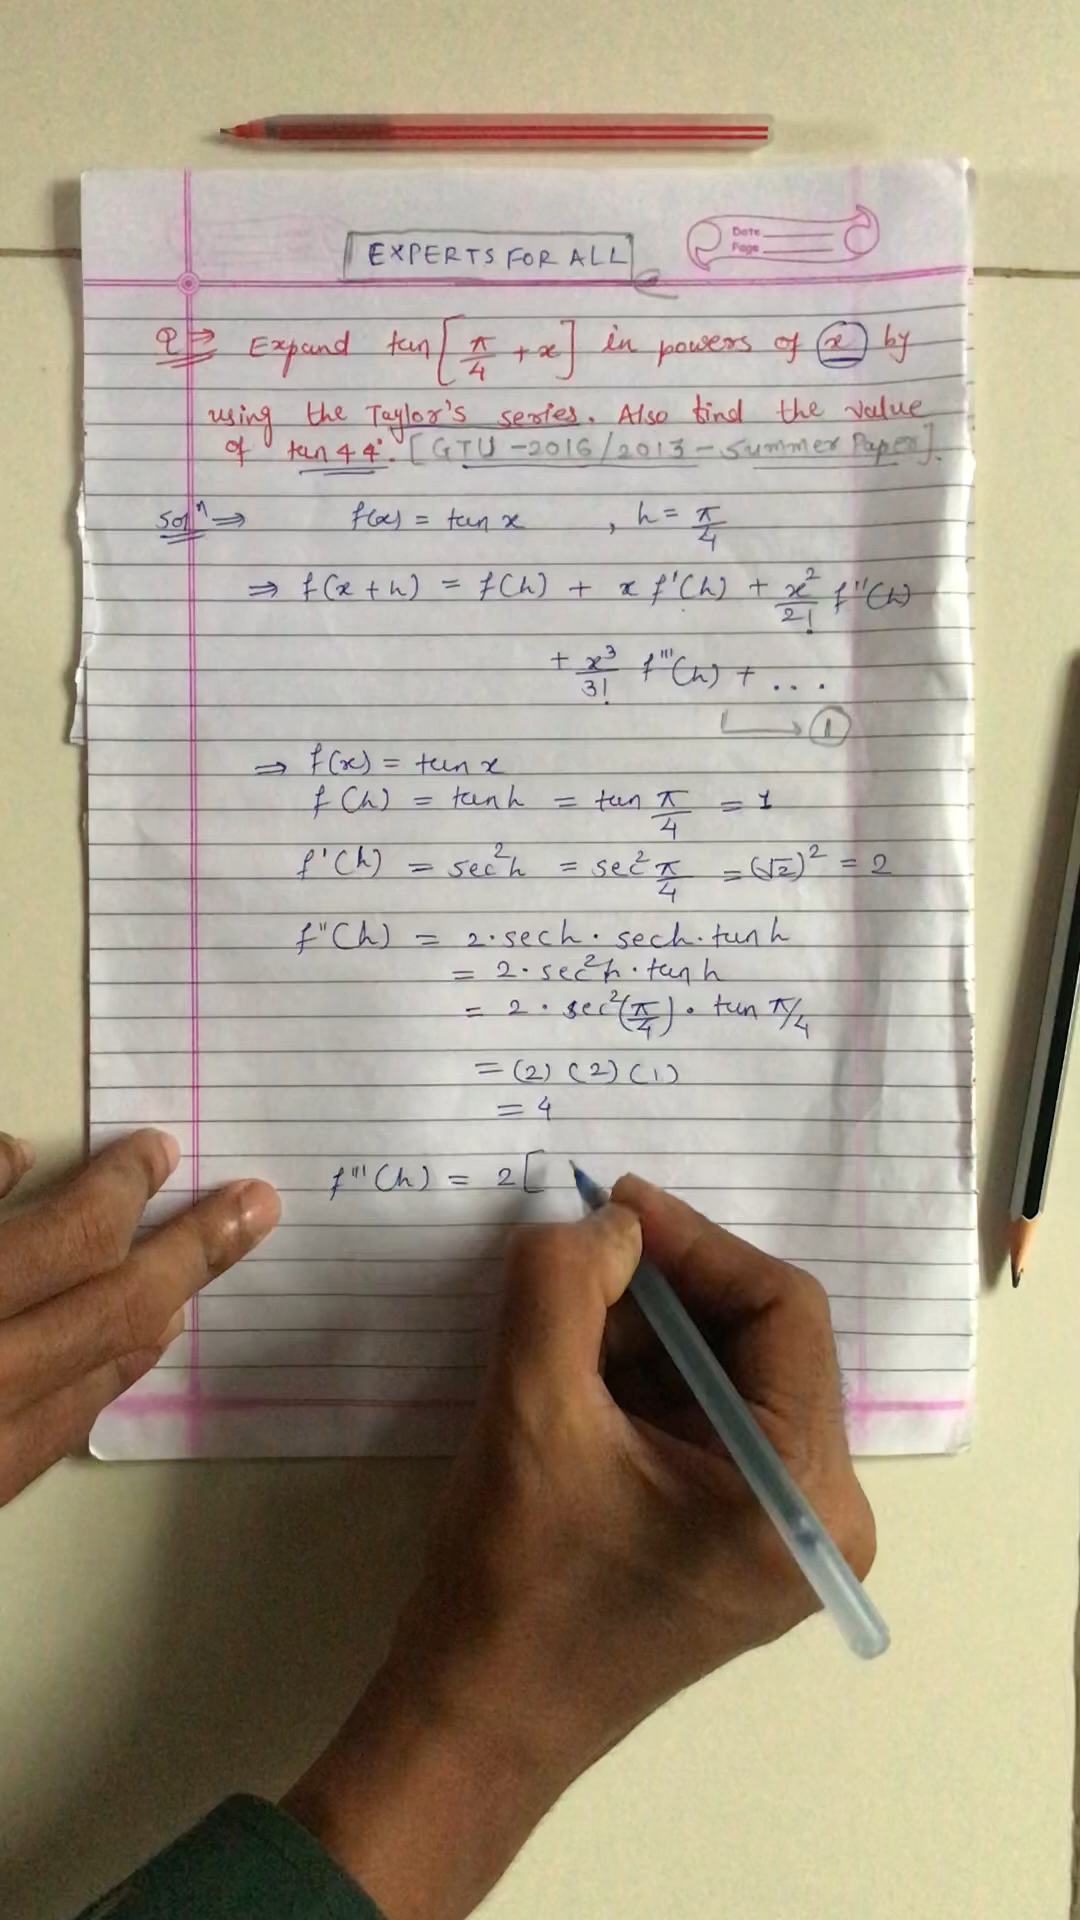 EXPERTS FOR ALL
Date
Page
Q ⇒ Expand tan[π/4 + x] in powers of x by
using the Taylor's series. Also find the value
of tan 44°. [GTU - 2016/2013 - Summer Paper].
Solⁿ ⇒ f(x) = tan x , h = π/4
⇒ f(x + h) = f(h) + x f'(h) + x²/2! f''(h)
+ x³/3! f'''(h) + ...
1
⇒ f(x) = tan x
f(h) = tan h = tan π/4 = 1
f'(h) = sec²h = sec² π/4 = (√2)² = 2
f''(h) = 2·sec h · sec h · tan h
= 2 · sec²h · tan h
= 2 · sec²(π/4) · tan π/4
= (2) (2) (1)
= 4
f'''(h) = 2[